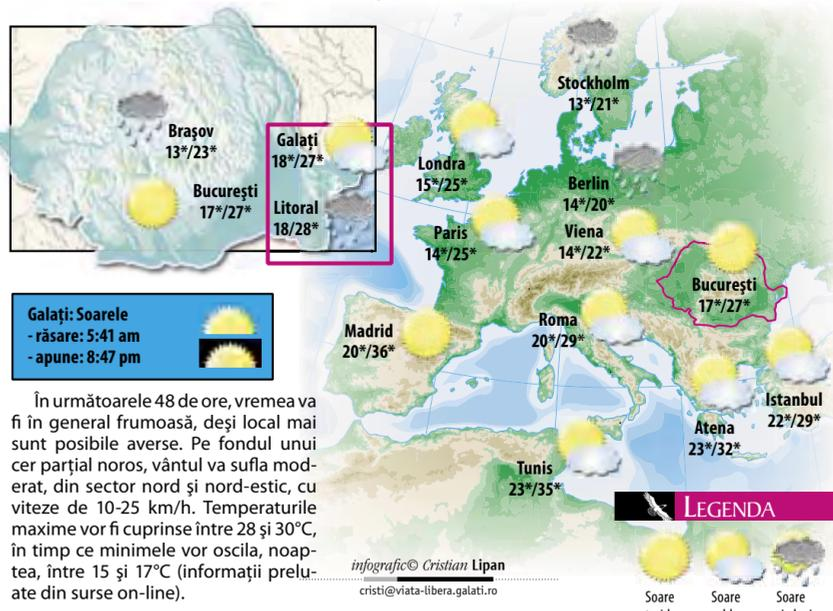 Stockholm
13*/21*
Brașov
13*/23*
Galați
18*/27*
Londra
15*/25*
București
17*/27*
Litoral
18/28*
Berlin
14*/20*
Paris
14*/25*
Viena
14*/22*
București
17*/27*
Galați: Soarele
- răsare: 5:41 am
- apune: 8:47 pm
Madrid
20*/36*
Roma
20*/29*
Istanbul
22*/29*
Atena
23*/32*
Tunis
23*/35*
În următoarele 48 de ore, vremea va
fi în general frumoasă, deși local mai
sunt posibile averse. Pe fondul unui
cer parțial noros, vântul va sufla mod-
erat, din sector nord și nord-estic, cu
viteze de 10-25 km/h. Temperaturile
maxime vor fi cuprinse între 28 și 30°C,
în timp ce minimele vor oscila, noap-
tea, între 15 și 17°C (informații prelu-
ate din surse on-line).
infografic© Cristian Lipan
cristi@viata-libera.galati.ro
LEGENDA
Soare
Soare
Soare